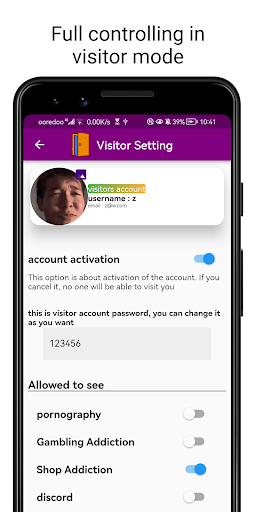 Full controlling in
visitor mode
ooredoo 0.00K/s 39% 10:41
Visitor Setting
visitors account
username : z
email : z@w.com
account activation
This option is about activation of the account. If you
cancel it, no one will be able to visit you
this is visitor account password, you can change it
as you want
123456
Allowed to see
pornography
Gambling Addiction
Shop Addiction
discord